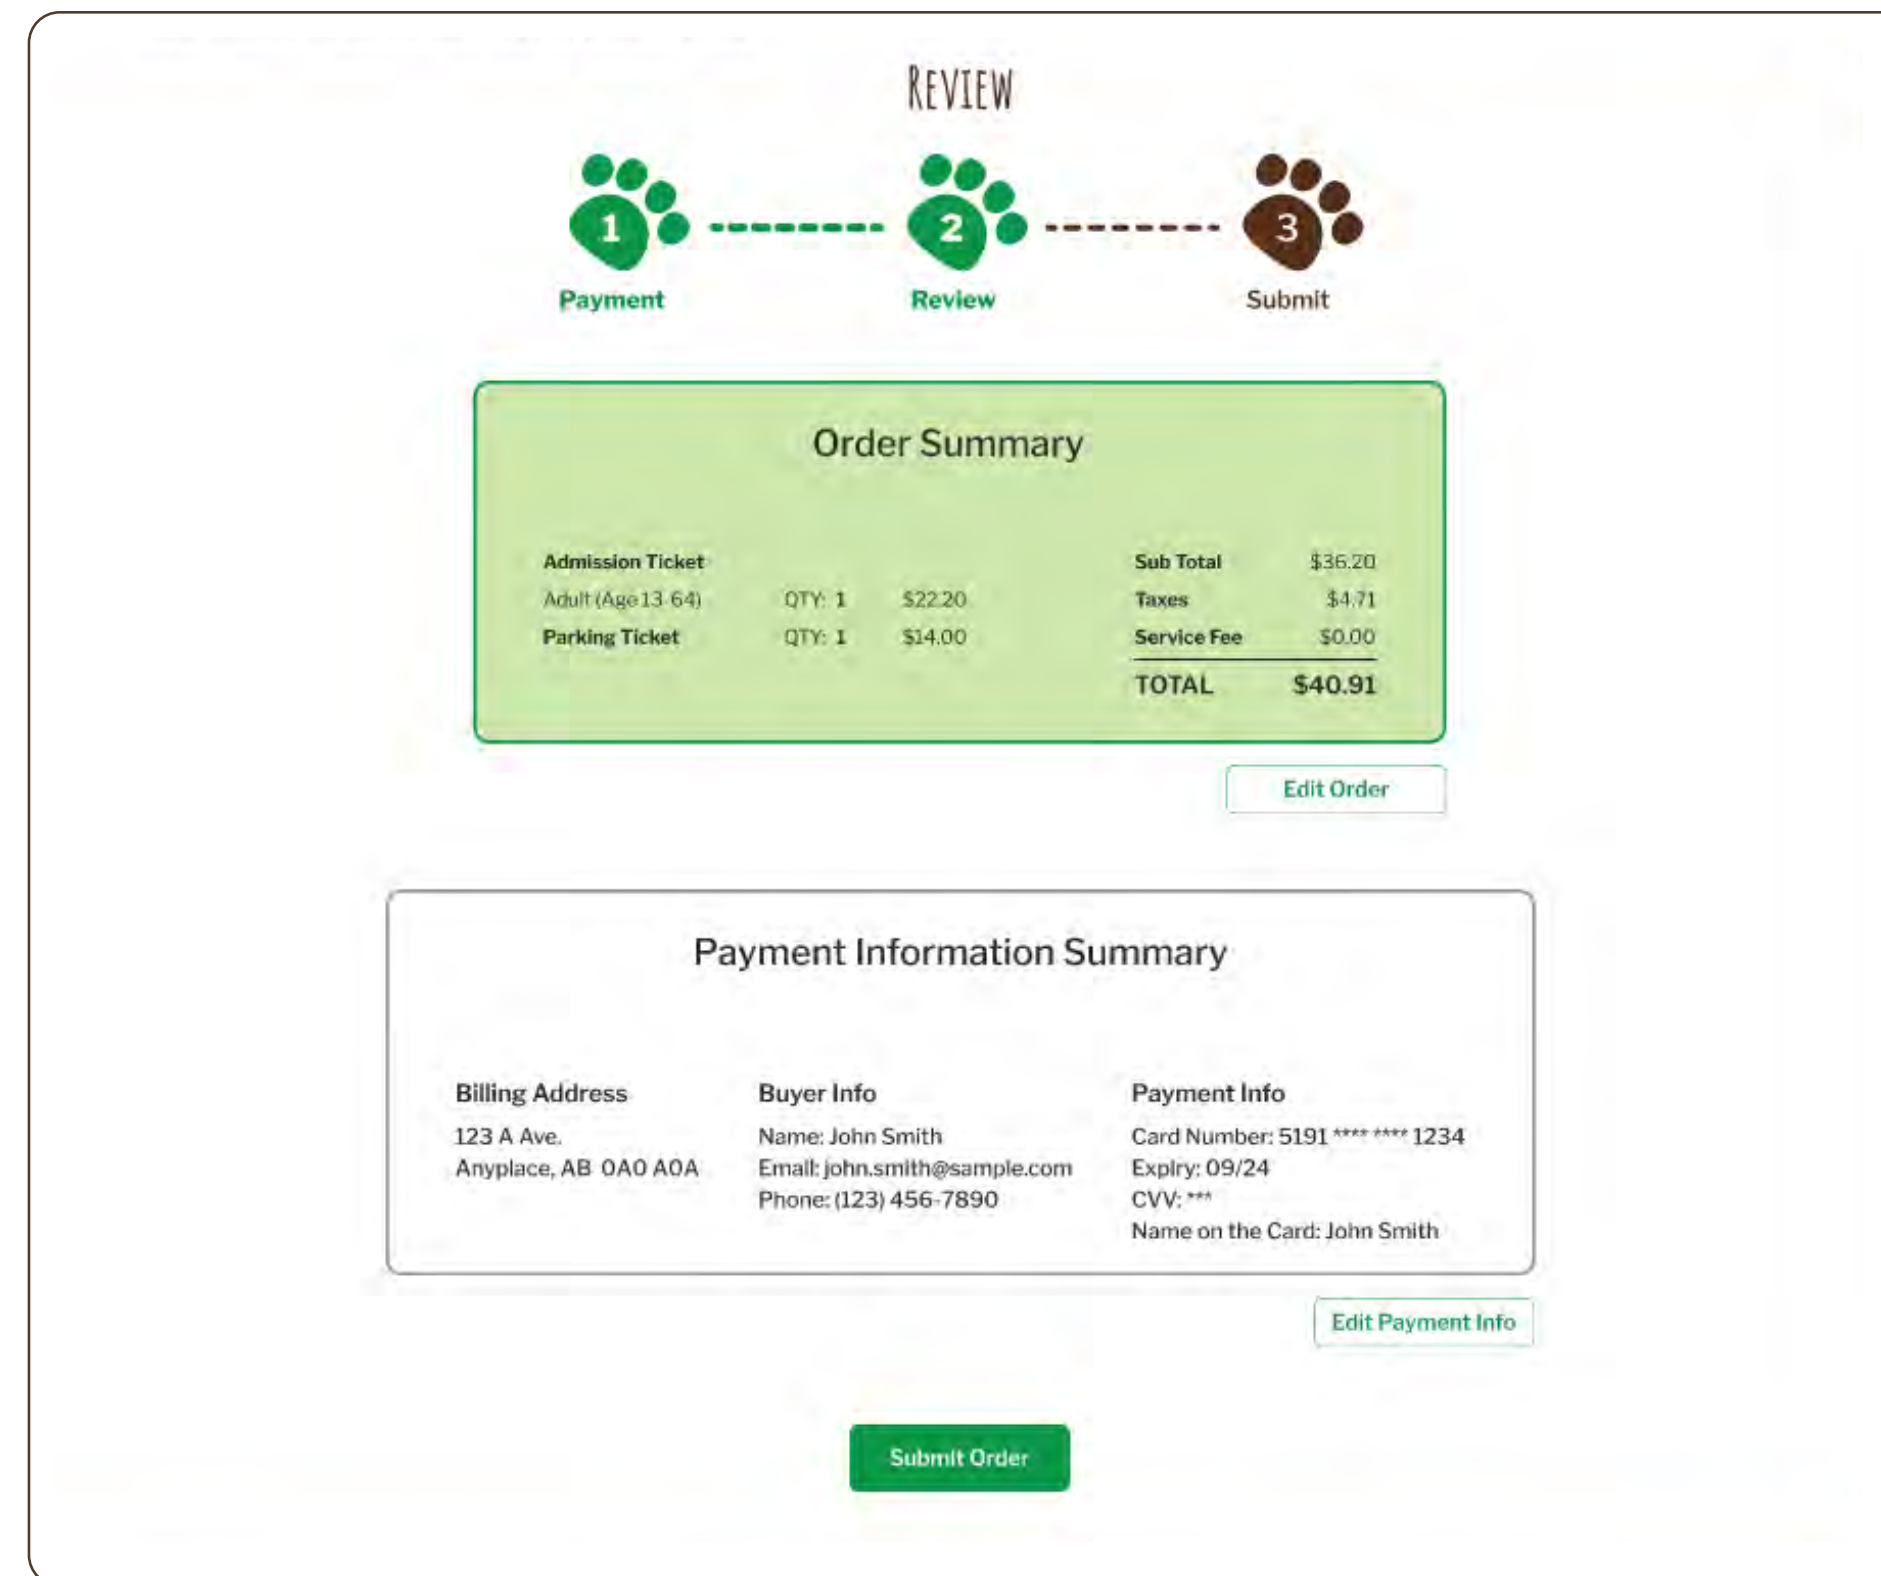 REVIEW
1 2 3
Payment Review Submit
Order Summary
Admission Ticket Sub Total $36.20
Adult (Age 13-64) QTY: 1 $22.20 Taxes $4.71
Parking Ticket QTY: 1 $14.00 Service Fee $0.00
TOTAL $40.91
Edit Order
Payment Information Summary
Billing Address Buyer Info Payment Info
123 A Ave. Name: John Smith Card Number: 5191 **** **** 1234
Anyplace, AB 0A0 A0A Email: john.smith@sample.com Expiry: 09/24
Phone: (123) 456-7890 CVV: ***
Name on the Card: John Smith
Edit Payment Info
Submit Order